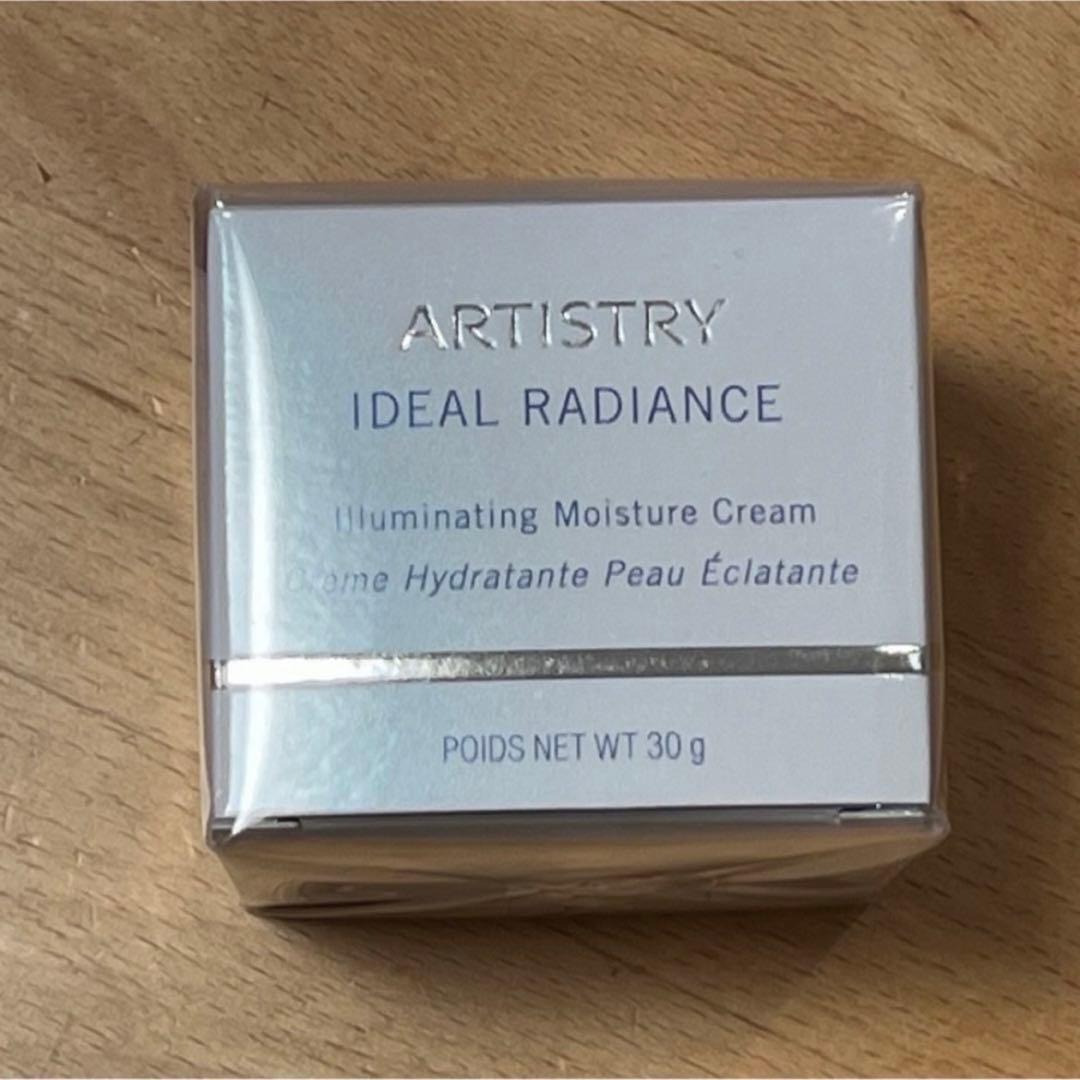 ARTISTRY
IDEAL RADIANCE
Illuminating Moisture Cream
Crème Hydratante Peau Éclatante
POIDS NET WT 30 g